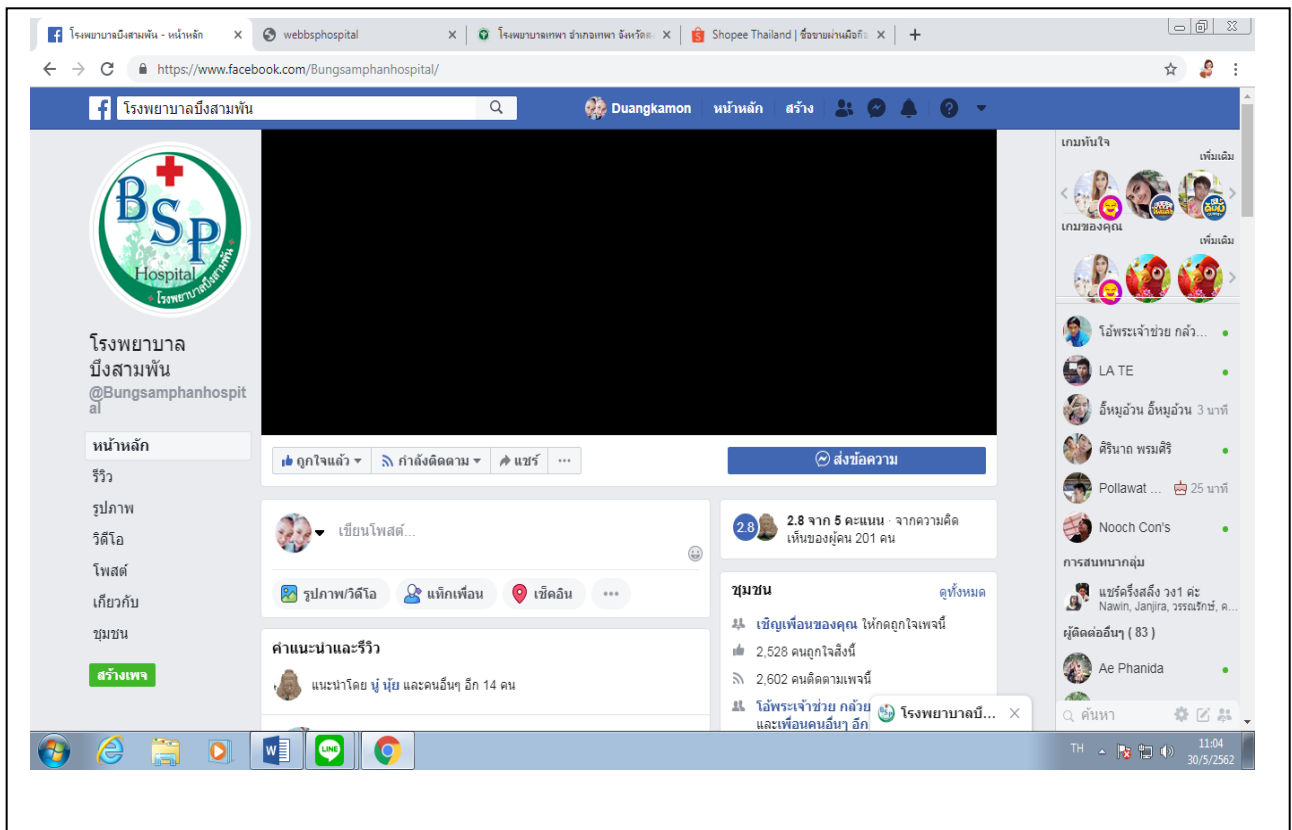 โรงพยาบาลบึงสามพัน - หน้าหลัก
webbsphospital
โรงพยาบาลเทพา อำเภอเทพา จังหวัดส
Shopee Thailand | ซื้อขายผ่านมือถือ
https://www.facebook.com/Bungsamphanhospital/
โรงพยาบาลบึงสามพัน
Duangkamon
หน้าหลัก
สร้าง
BSP
Hospital
โรงพยาบาลบึงสามพัน
โรงพยาบาล
บึงสามพัน
@Bungsamphanhospit
al
หน้าหลัก
รีวิว
รูปภาพ
วิดีโอ
โพสต์
เกี่ยวกับ
ชุมชน
สร้างเพจ
ถูกใจแล้ว
กำลังติดตาม
แชร์
ส่งข้อความ
เขียนโพสต์...
รูปภาพ/วิดีโอ
แท็กเพื่อน
เช็คอิน
คำแนะนำและรีวิว
แนะนำโดย นู๋ นุ้ย และคนอื่นๆ อีก 14 คน
2.8
2.8 จาก 5 คะแนน · จากความคิด
เห็นของผู้คน 201 คน
ชุมชน
ดูทั้งหมด
เชิญเพื่อนของคุณ ให้กดถูกใจเพจนี้
2,528 คนถูกใจสิ่งนี้
2,602 คนติดตามเพจนี้
โอ้พระเจ้าช่วย กล้วย
และเพื่อนคนอื่นๆ อีก
โรงพยาบาลบึ...
เกมทันใจ
เพิ่มเติม
เกมของคุณ
เพิ่มเติม
โอ้พระเจ้าช่วย กล้ว...
LA TE
อิ้หมูอ้วน อิ้หมูอ้วน 3 นาที
ศิรินาถ พรมศิริ
Pollawat ... 25 นาที
Nooch Con's
การสนทนากลุ่ม
แชร์ครึ่งสลึง วง1 ค่ะ
Nawin, Janjira, วรรณรักษ์, ค...
ผู้ติดต่ออื่นๆ ( 83 )
Ae Phanida
ค้นหา
TH
11:04
30/5/2562